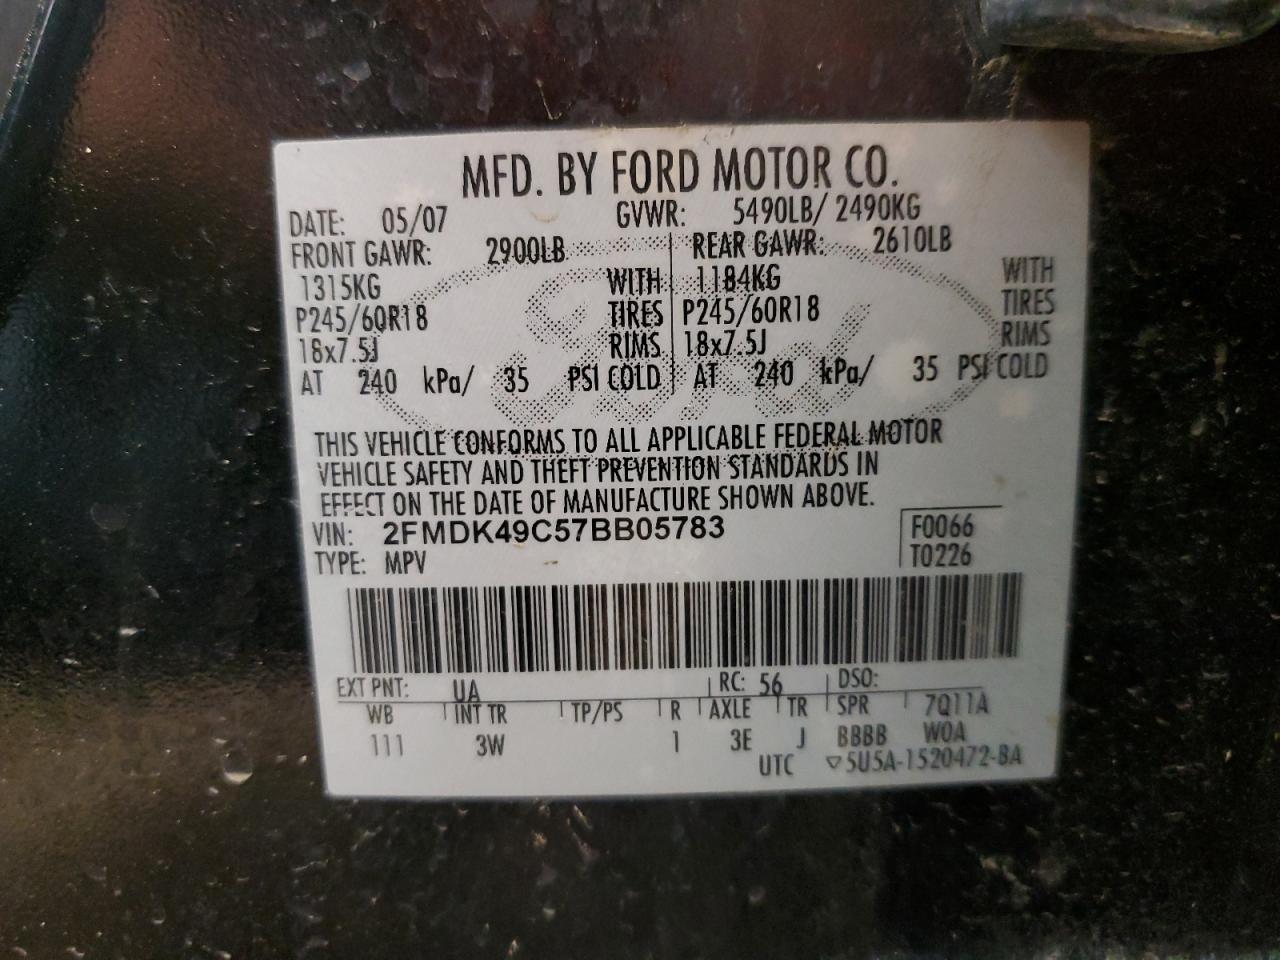 MFD. BY FORD MOTOR CO.
DATE: 05/07 GVWR: 5490LB/ 2490KG
FRONT GAWR: 2900LB REAR GAWR: 2610LB
1315KG WITH 1184KG WITH
P245/60R18 TIRES P245/60R18 TIRES
18x7.5J RIMS 18x7.5J RIMS
AT 240 kPa/ 35 PSI COLD AT 240 kPa/ 35 PSI COLD
Ford
THIS VEHICLE CONFORMS TO ALL APPLICABLE FEDERAL MOTOR
VEHICLE SAFETY AND THEFT PREVENTION STANDARDS IN
EFFECT ON THE DATE OF MANUFACTURE SHOWN ABOVE.
VIN: 2FMDK49C57BB05783 F0066
TYPE: MPV T0226
EXT PNT: UA RC: 56 DSO:
WB INT TR TP/PS R AXLE TR SPR 7Q11A
111 3W 1 3E J BBBB W0A
UTC ▽5U5A-1520472-BA